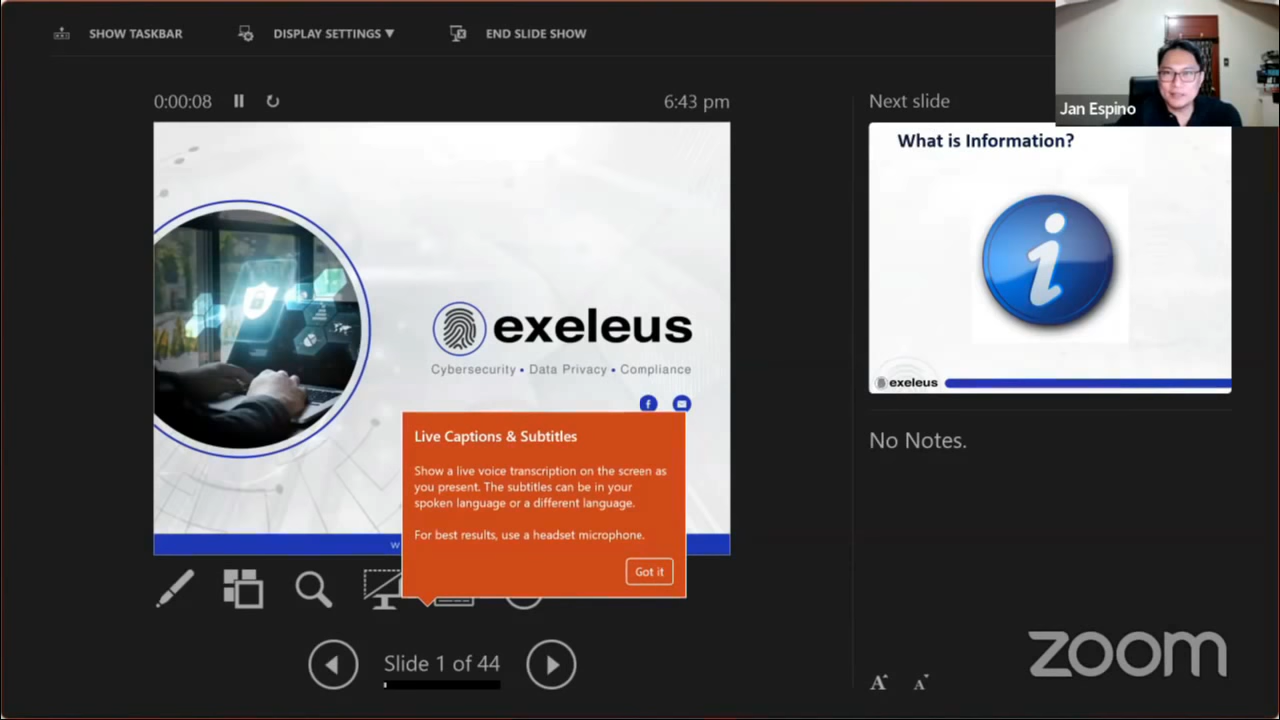 SHOW TASKBAR
DISPLAY SETTINGS ▼
END SLIDE SHOW
Jan Espino
0:00:08
6:43 pm
Next slide
What is Information?
i
exeleus
Cybersecurity • Data Privacy • Compliance
f
exeleus
Live Captions & Subtitles
Show a live voice transcription on the screen as
you present. The subtitles can be in your
spoken language or a different language.
For best results, use a headset microphone.
Got it
No Notes.
Slide 1 of 44
zoom
A
A